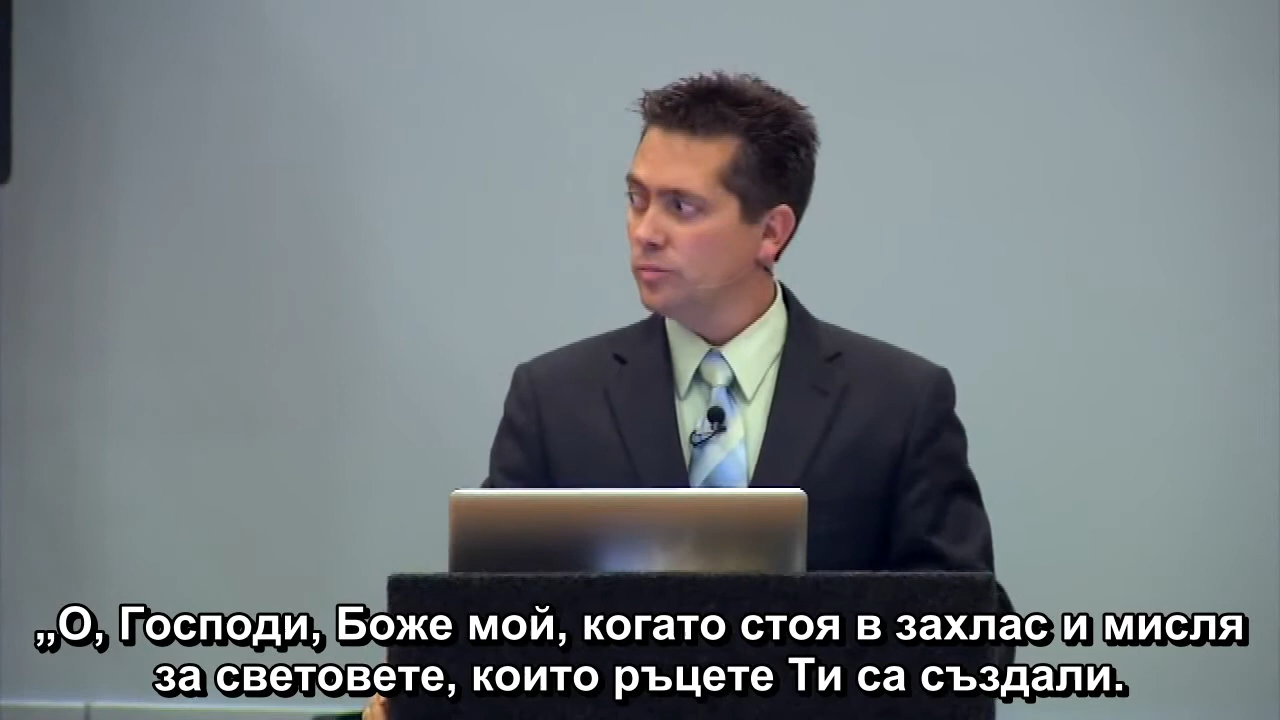 „О, Господи, Боже мой, когато стоя в захлас и мисля
за световете, които ръцете Ти са създали.